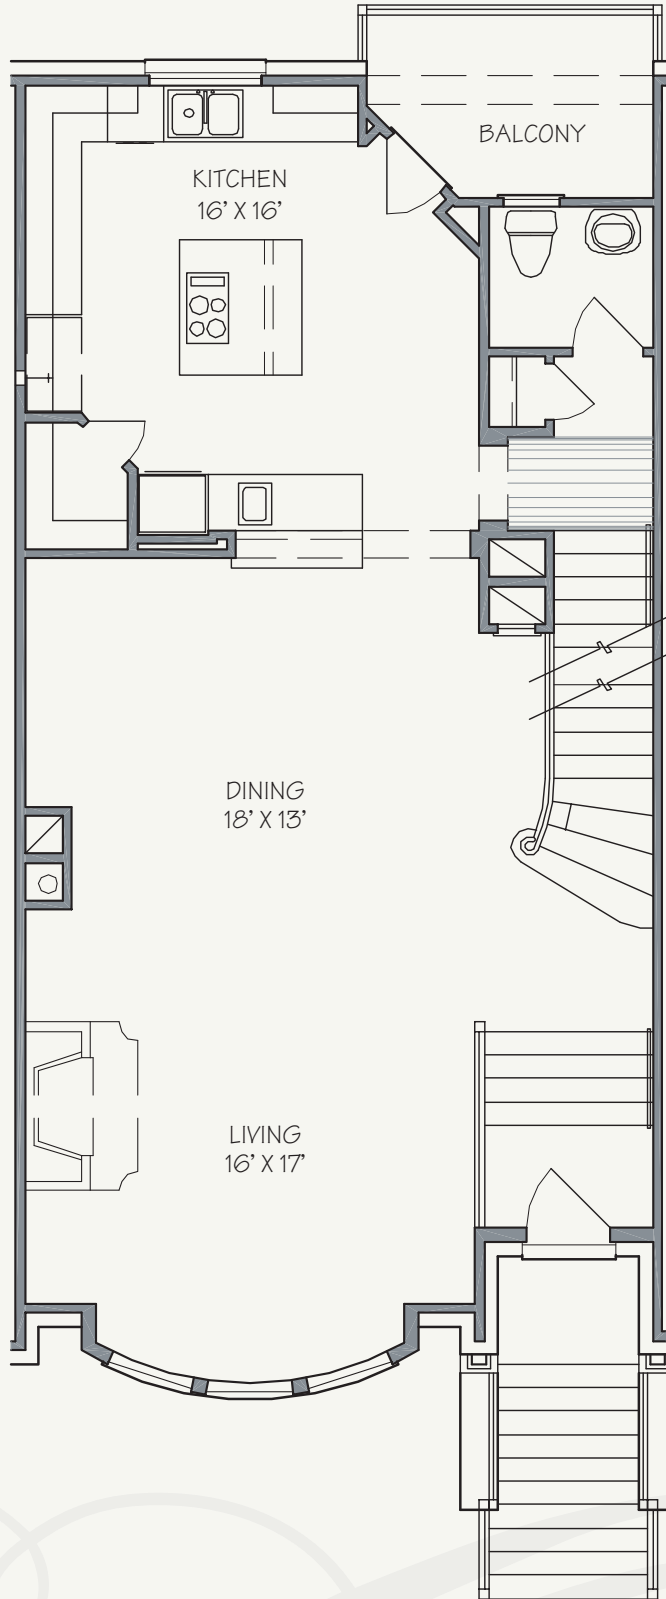 BALCONY
KITCHEN
16' X 16'
DINING
18' X 13'
LIVING
16' X 17'